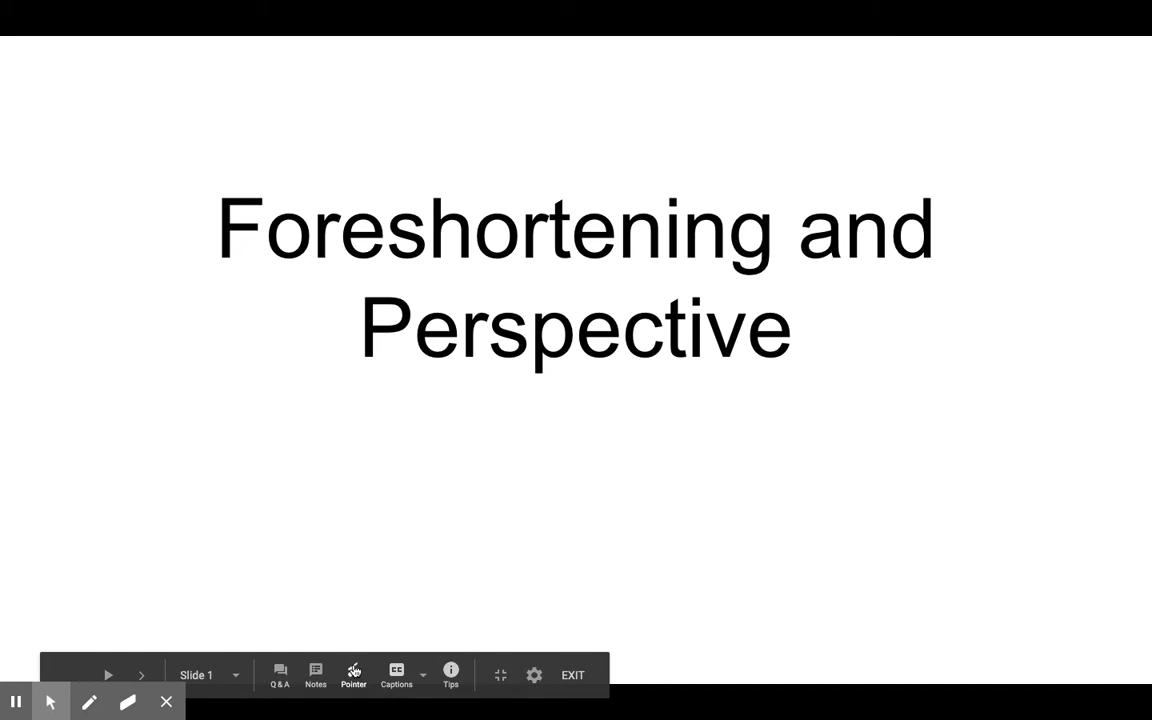 Foreshortening and
Perspective
Slide 1
Q & A
Notes
Pointer
Captions
Tips
EXIT